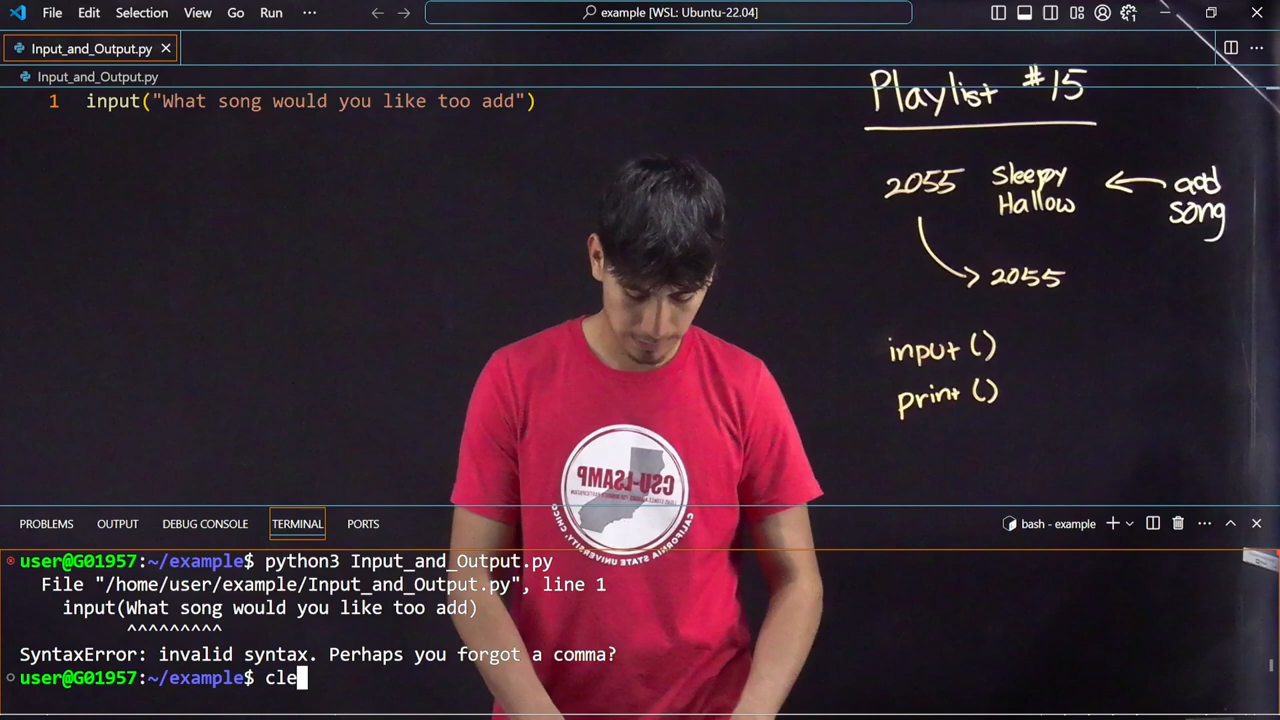 File Edit Selection View Go Run ···
example [WSL: Ubuntu-22.04]
Input_and_Output.py
Input_and_Output.py
1 input("What song would you like too add")
Playlist #15
2055 Sleepy Hallow ← add song
2055
input ()
print ()
CSU-LSAMP
CALIFORNIA STATE UNIVERSITY, CHICO
PROBLEMS OUTPUT DEBUG CONSOLE TERMINAL PORTS
bash - example
user@G01957:~/example$ python3 Input_and_Output.py
File "/home/user/example/Input_and_Output.py", line 1
input(What song would you like too add)
^^^^^^^^^
SyntaxError: invalid syntax. Perhaps you forgot a comma?
user@G01957:~/example$ cle